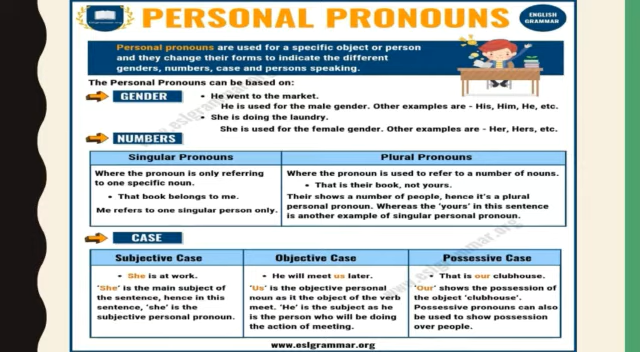 PERSONAL PRONOUNS
ENGLISH
GRAMMAR
Personal pronouns are used for a specific object or person
and they change their forms to indicate the different
genders, numbers, case and persons speaking.
The Personal Pronouns can be based on:
GENDER
• He went to the market.
He is used for the male gender. Other examples are - His, Him, He, etc.
• She is doing the laundry.
She is used for the female gender. Other examples are - Her, Hers, etc.
NUMBERS
Singular Pronouns
Where the pronoun is only referring
to one specific noun.
• That book belongs to me.
Me refers to one singular person only.
Plural Pronouns
Where the pronoun is used to refer to a number of nouns.
• That is their book, not yours.
Their shows a number of people, hence it's a plural
personal pronoun. Whereas the 'yours' in this sentence
is another example of singular personal pronoun.
CASE
Subjective Case
• She is at work.
'She' is the main subject of
the sentence, hence in this
sentence, 'she' is the
subjective personal pronoun.
Objective Case
• He will meet us later.
'Us' is the objective personal
noun as it is the object of the verb
meet. 'He' is the subject as he
is the person who will be doing
the action of meeting.
Possessive Case
• That is our clubhouse.
'Our' shows the possession of
the object 'clubhouse'.
Possessive pronouns can also
be used to show possession
over people.
www.eslgrammar.org
www.eslgrammar.org
www.eslgrammar.org